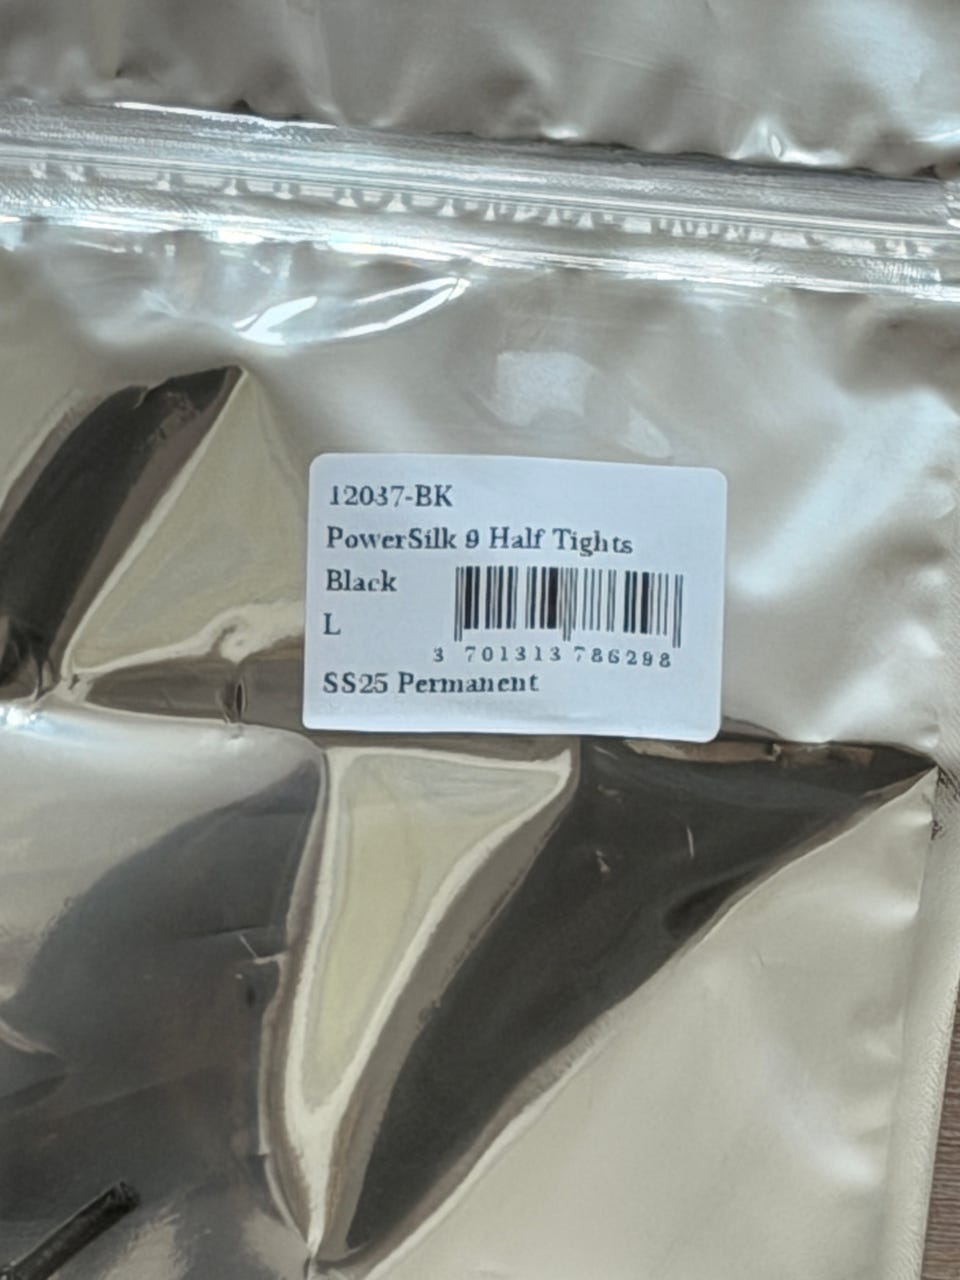 12037-BK
PowerSilk 9 Half Tights
Black
L
3 701313 786298
SS25 Permanent